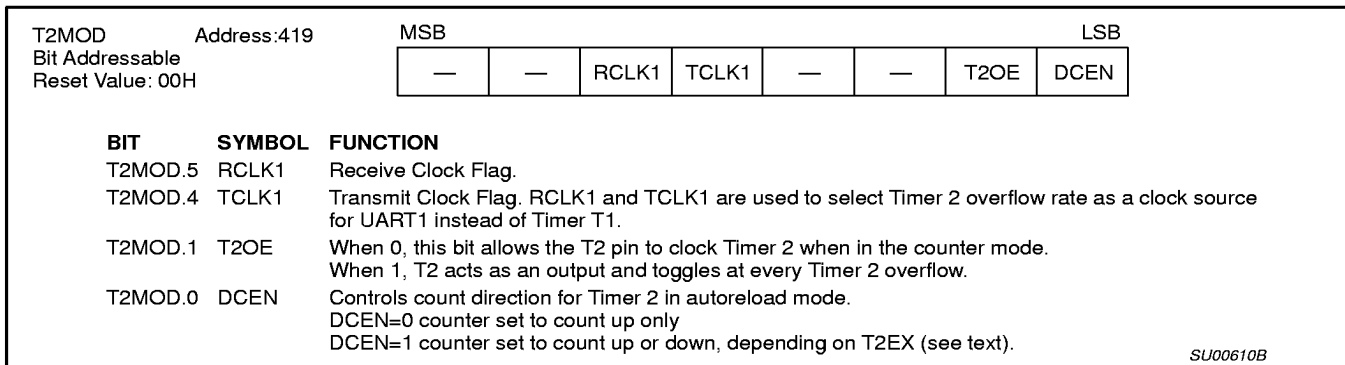 T2MOD Address:419 MSB LSB
Bit Addressable
Reset Value: 00H
— — RCLK1 TCLK1 — — T2OE DCEN
BIT SYMBOL FUNCTION
T2MOD.5 RCLK1 Receive Clock Flag.
T2MOD.4 TCLK1 Transmit Clock Flag. RCLK1 and TCLK1 are used to select Timer 2 overflow rate as a clock source
for UART1 instead of Timer T1.
T2MOD.1 T2OE When 0, this bit allows the T2 pin to clock Timer 2 when in the counter mode.
When 1, T2 acts as an output and toggles at every Timer 2 overflow.
T2MOD.0 DCEN Controls count direction for Timer 2 in autoreload mode.
DCEN=0 counter set to count up only
DCEN=1 counter set to count up or down, depending on T2EX (see text).
SU00610B